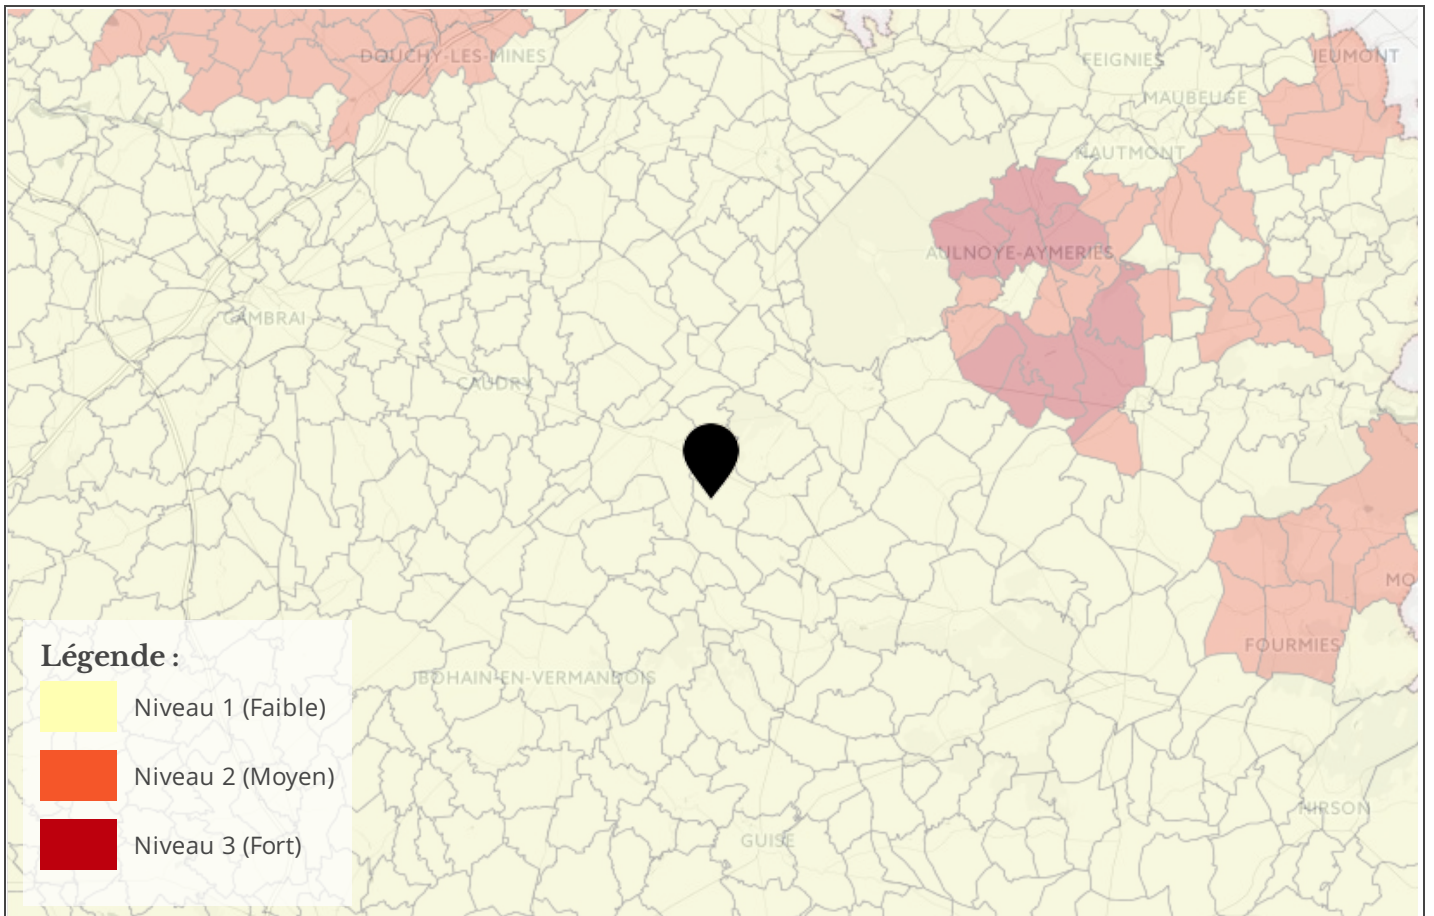 DOUCHY-LES-MINES
FEIGNIES
JEUMONT
MAUBEUGE
HAUTMONT
AULNOYE-AYMERIES
CAMBRAI
CAUDRY
MO
FOURMIES
BOHAIN-EN-VERMANDOIS
HIRSON
GUISE
Légende :
Niveau 1 (Faible)
Niveau 2 (Moyen)
Niveau 3 (Fort)